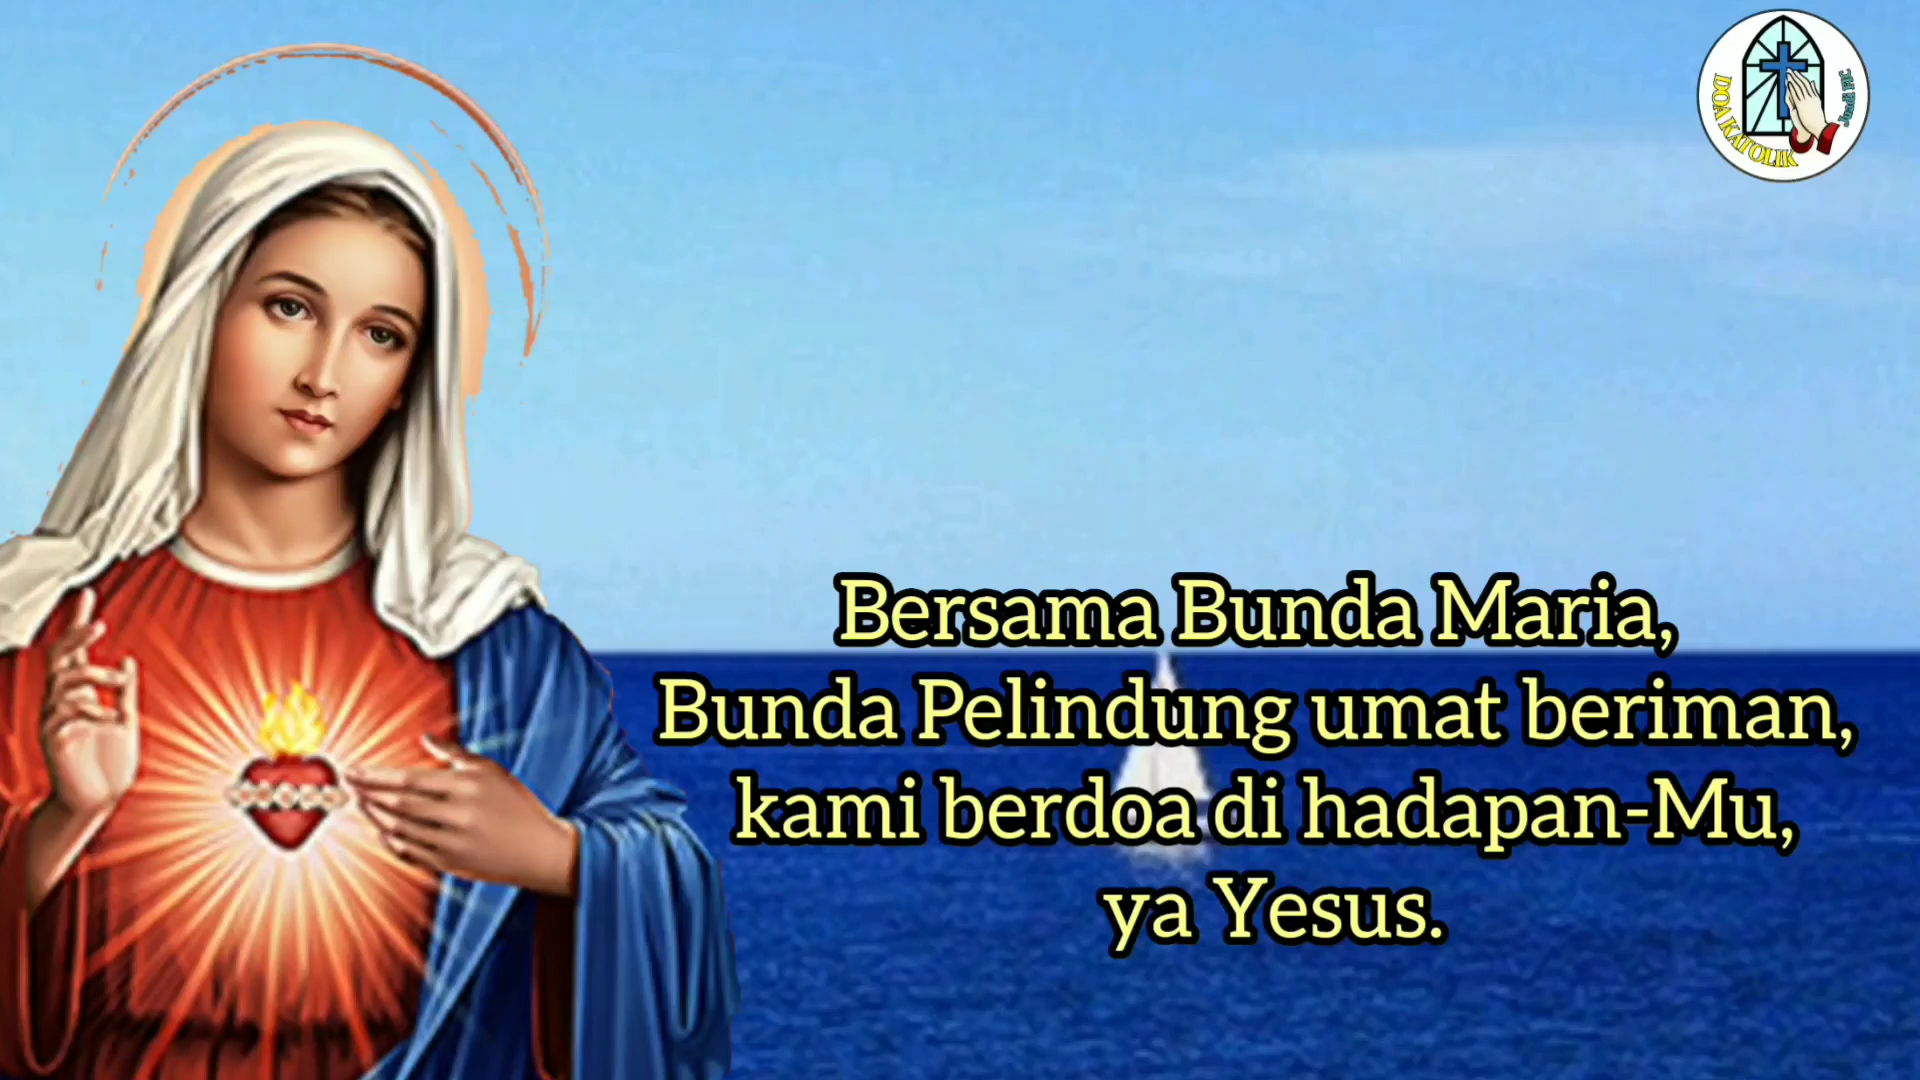 DOA KATOLIK
Bersama Bunda Maria,
Bunda Pelindung umat beriman,
kami berdoa di hadapan-Mu,
ya Yesus.